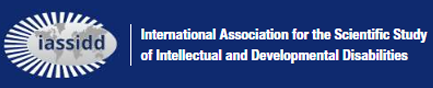 iassidd
International Association for the Scientific Study
of Intellectual and Developmental Disabilities